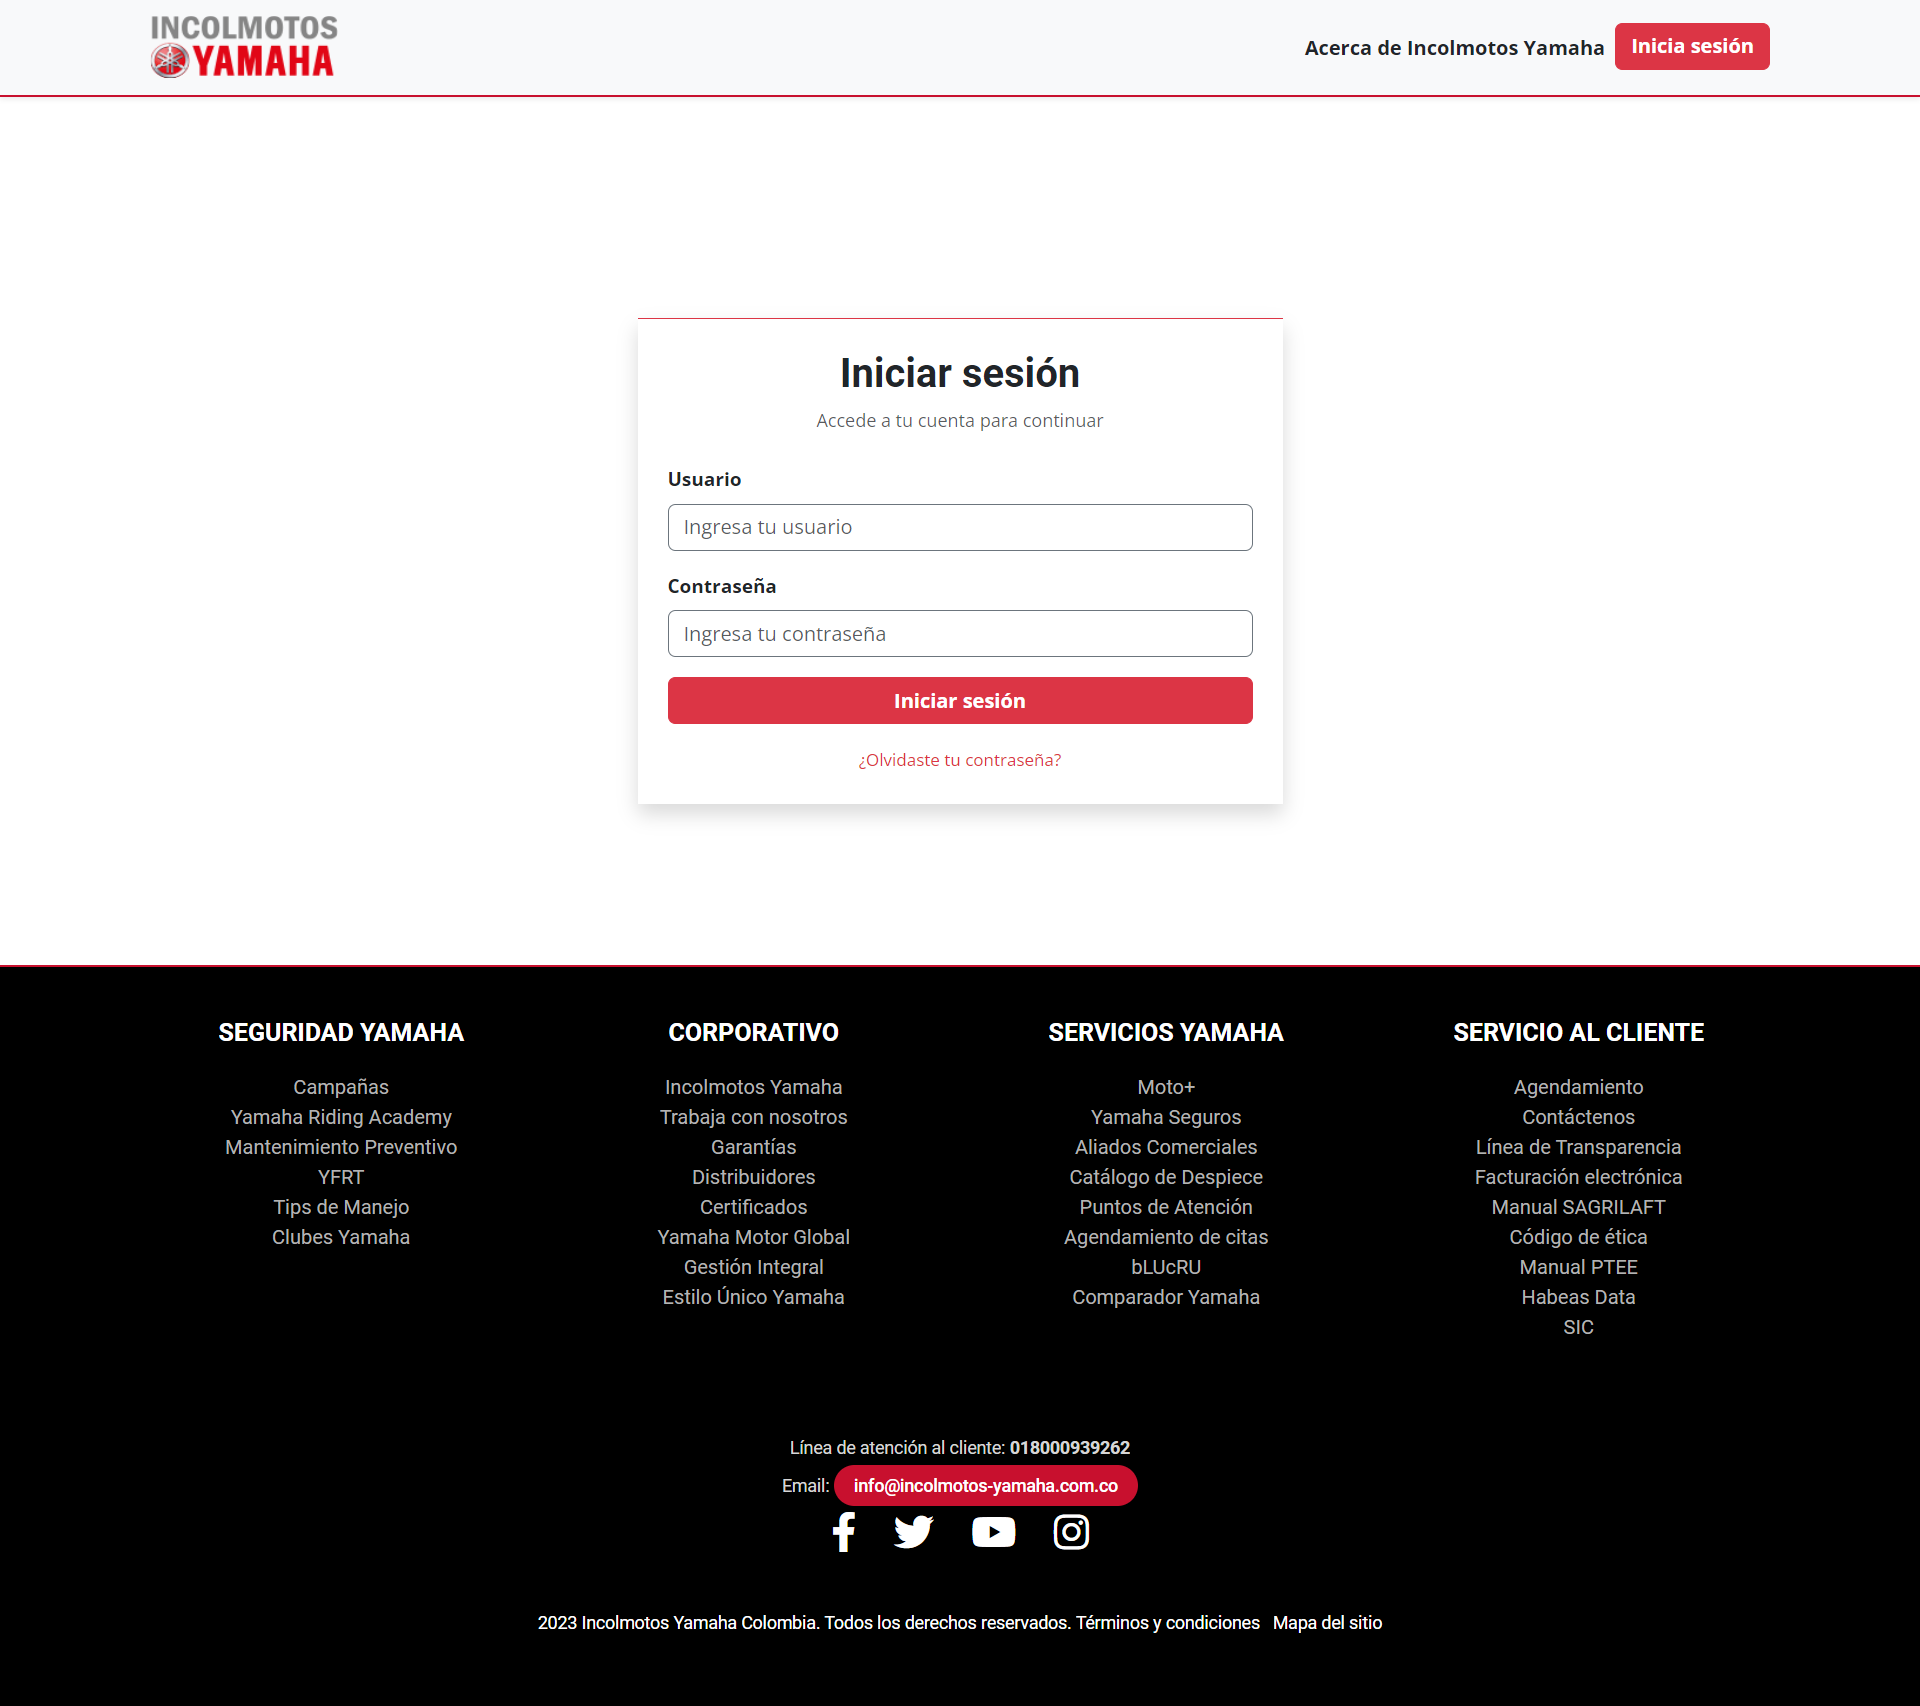 INCOLMOTOS
YAMAHA
Acerca de Incolmotos Yamaha
Inicia sesión
Iniciar sesión
Accede a tu cuenta para continuar
Usuario
Ingresa tu usuario
Contraseña
Ingresa tu contraseña
Iniciar sesión
¿Olvidaste tu contraseña?
SEGURIDAD YAMAHA
Campañas
Yamaha Riding Academy
Mantenimiento Preventivo
YFRT
Tips de Manejo
Clubes Yamaha
CORPORATIVO
Incolmotos Yamaha
Trabaja con nosotros
Garantías
Distribuidores
Certificados
Yamaha Motor Global
Gestión Integral
Estilo Único Yamaha
SERVICIOS YAMAHA
Moto+
Yamaha Seguros
Aliados Comerciales
Catálogo de Despiece
Puntos de Atención
Agendamiento de citas
bLUcRU
Comparador Yamaha
SERVICIO AL CLIENTE
Agendamiento
Contáctenos
Línea de Transparencia
Facturación electrónica
Manual SAGRILAFT
Código de ética
Manual PTEE
Habeas Data
SIC
Línea de atención al cliente: 018000939262
Email: info@incolmotos-yamaha.com.co
2023 Incolmotos Yamaha Colombia. Todos los derechos reservados. Términos y condiciones Mapa del sitio